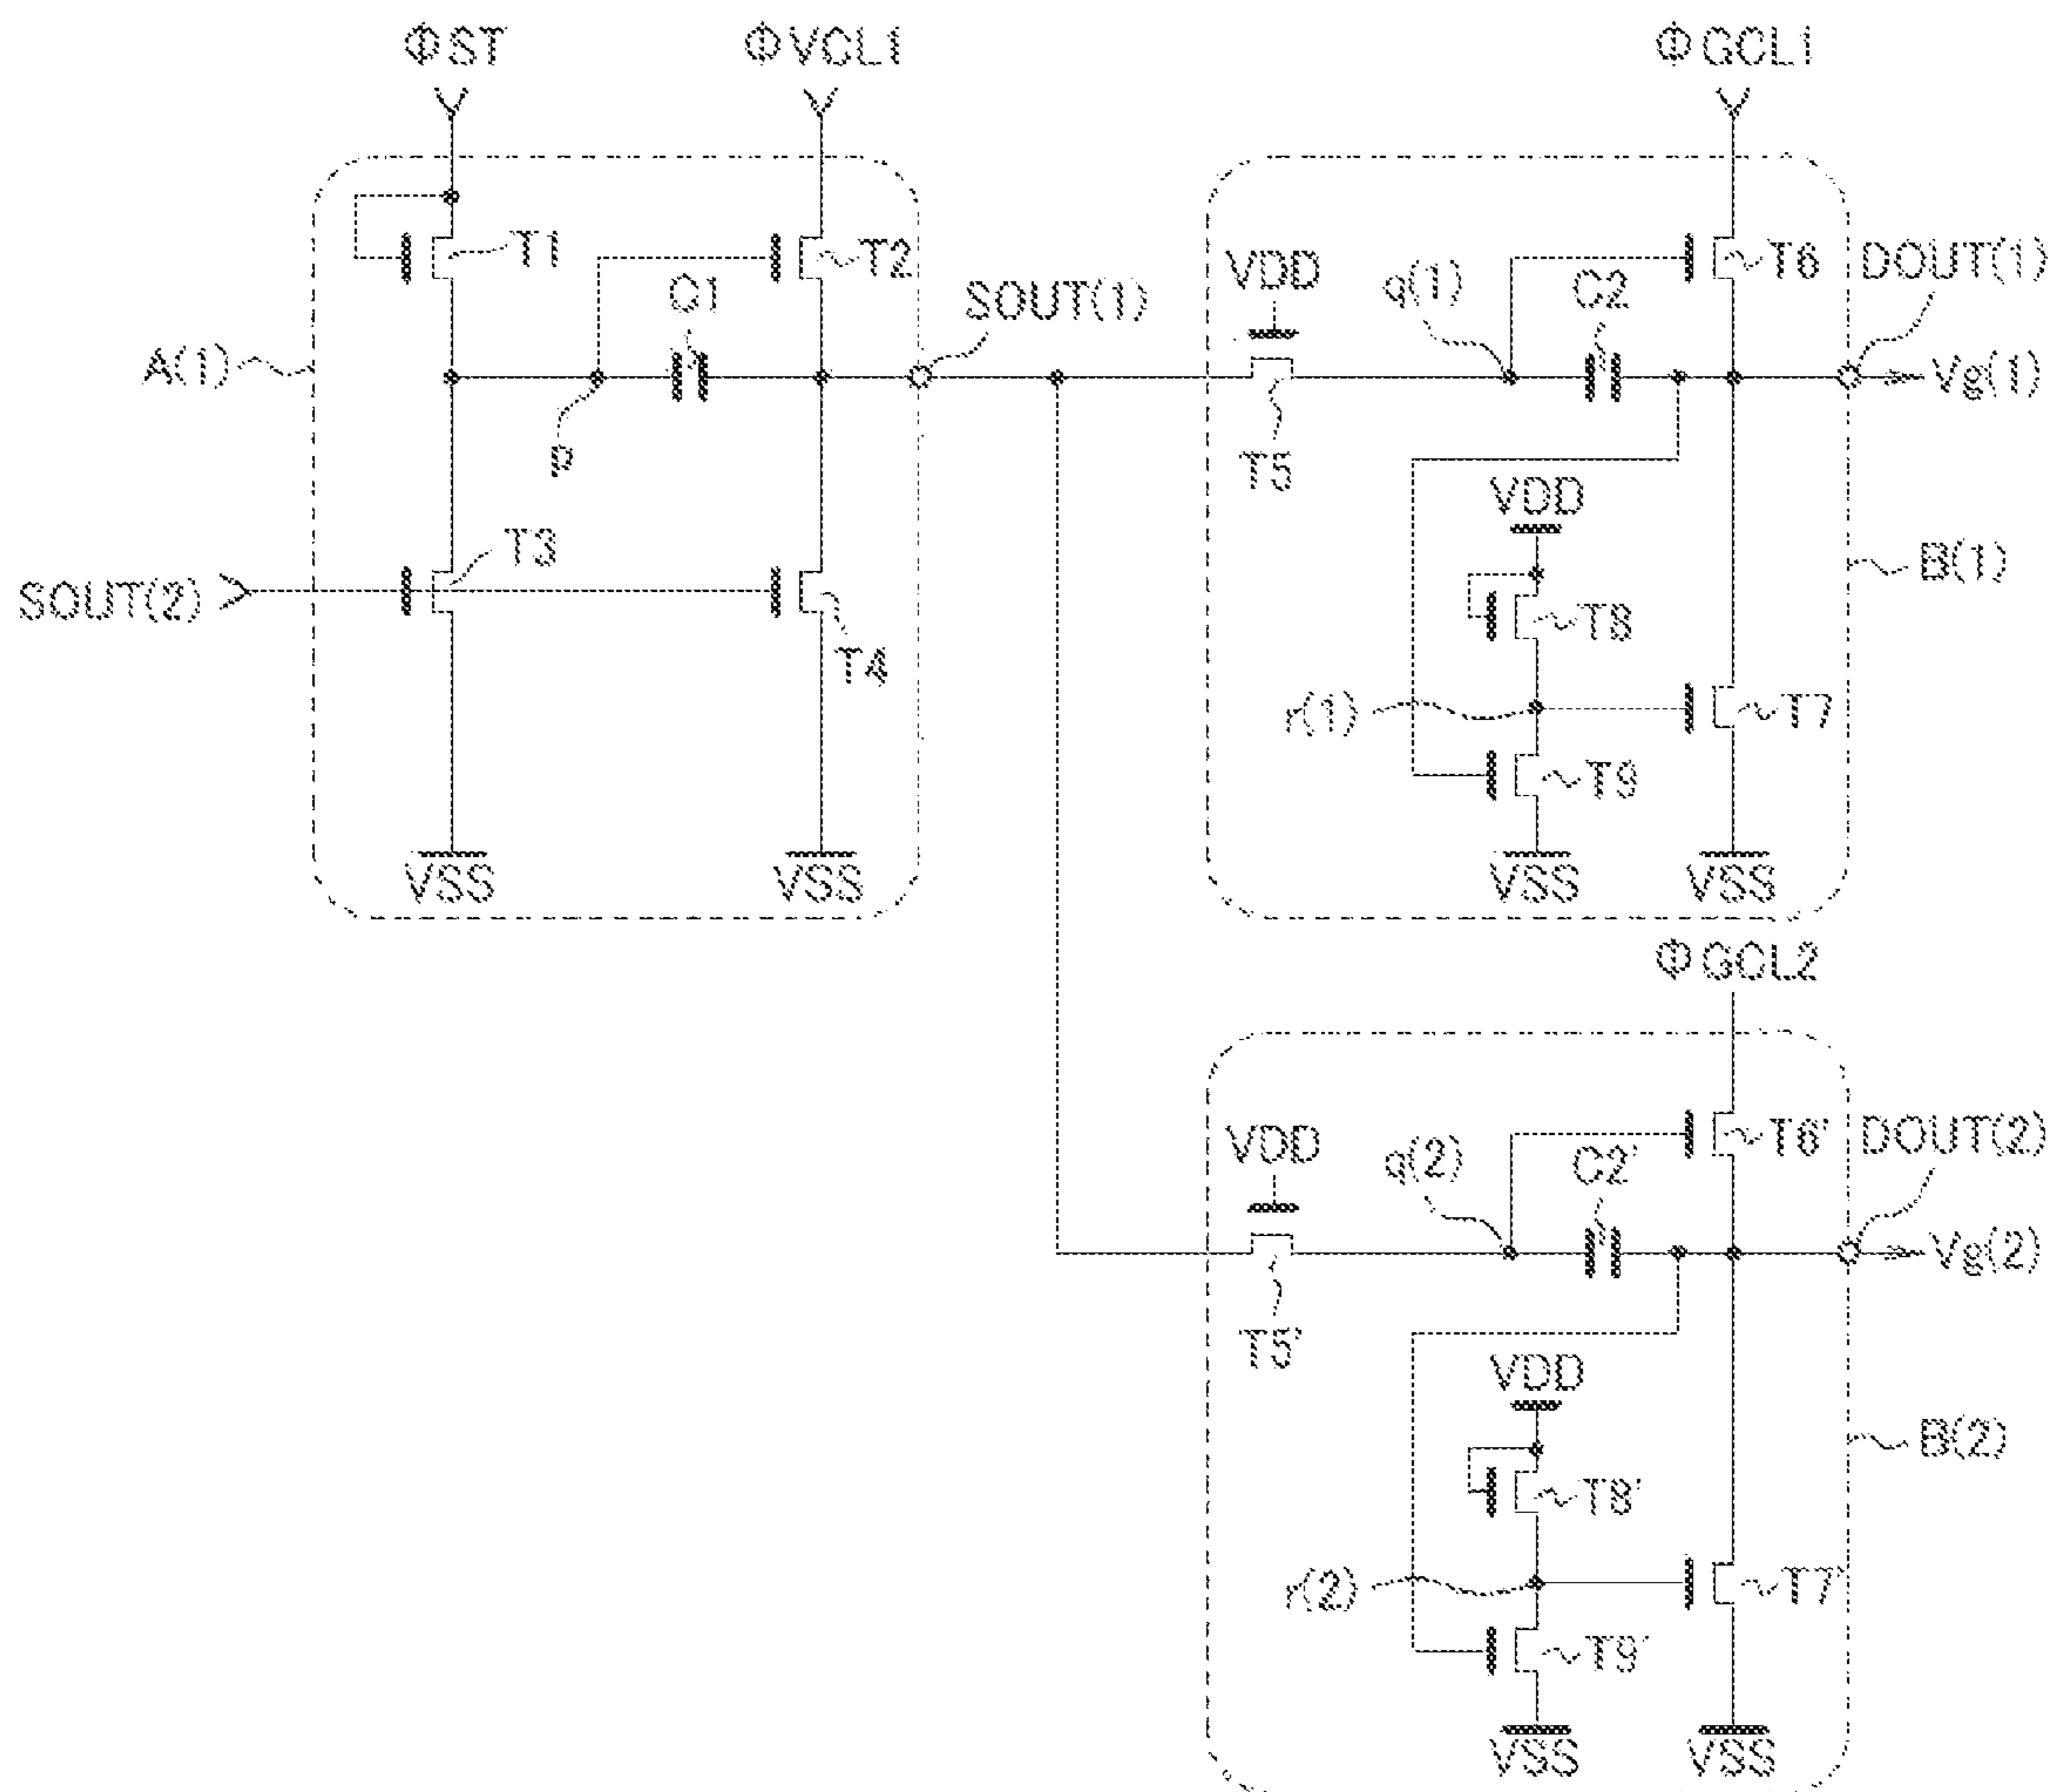 ΦST
ΦVCL1
ΦGCL1
T1
T2
T6
DOUT(1)
VDD
q(1)
C2
C1
SOUT(1)
A(1)
Vg(1)
p
T5
VDD
T3
B(1)
SOUT(2)
T8
T4
r(1)
T7
T9
VSS
VSS
VSS
VSS
ΦGCL2
T6'
DOUT(2)
VDD
q(2)
C2'
Vg(2)
T5'
VDD
B(2)
T8'
r(2)
T7'
T9'
VSS
VSS